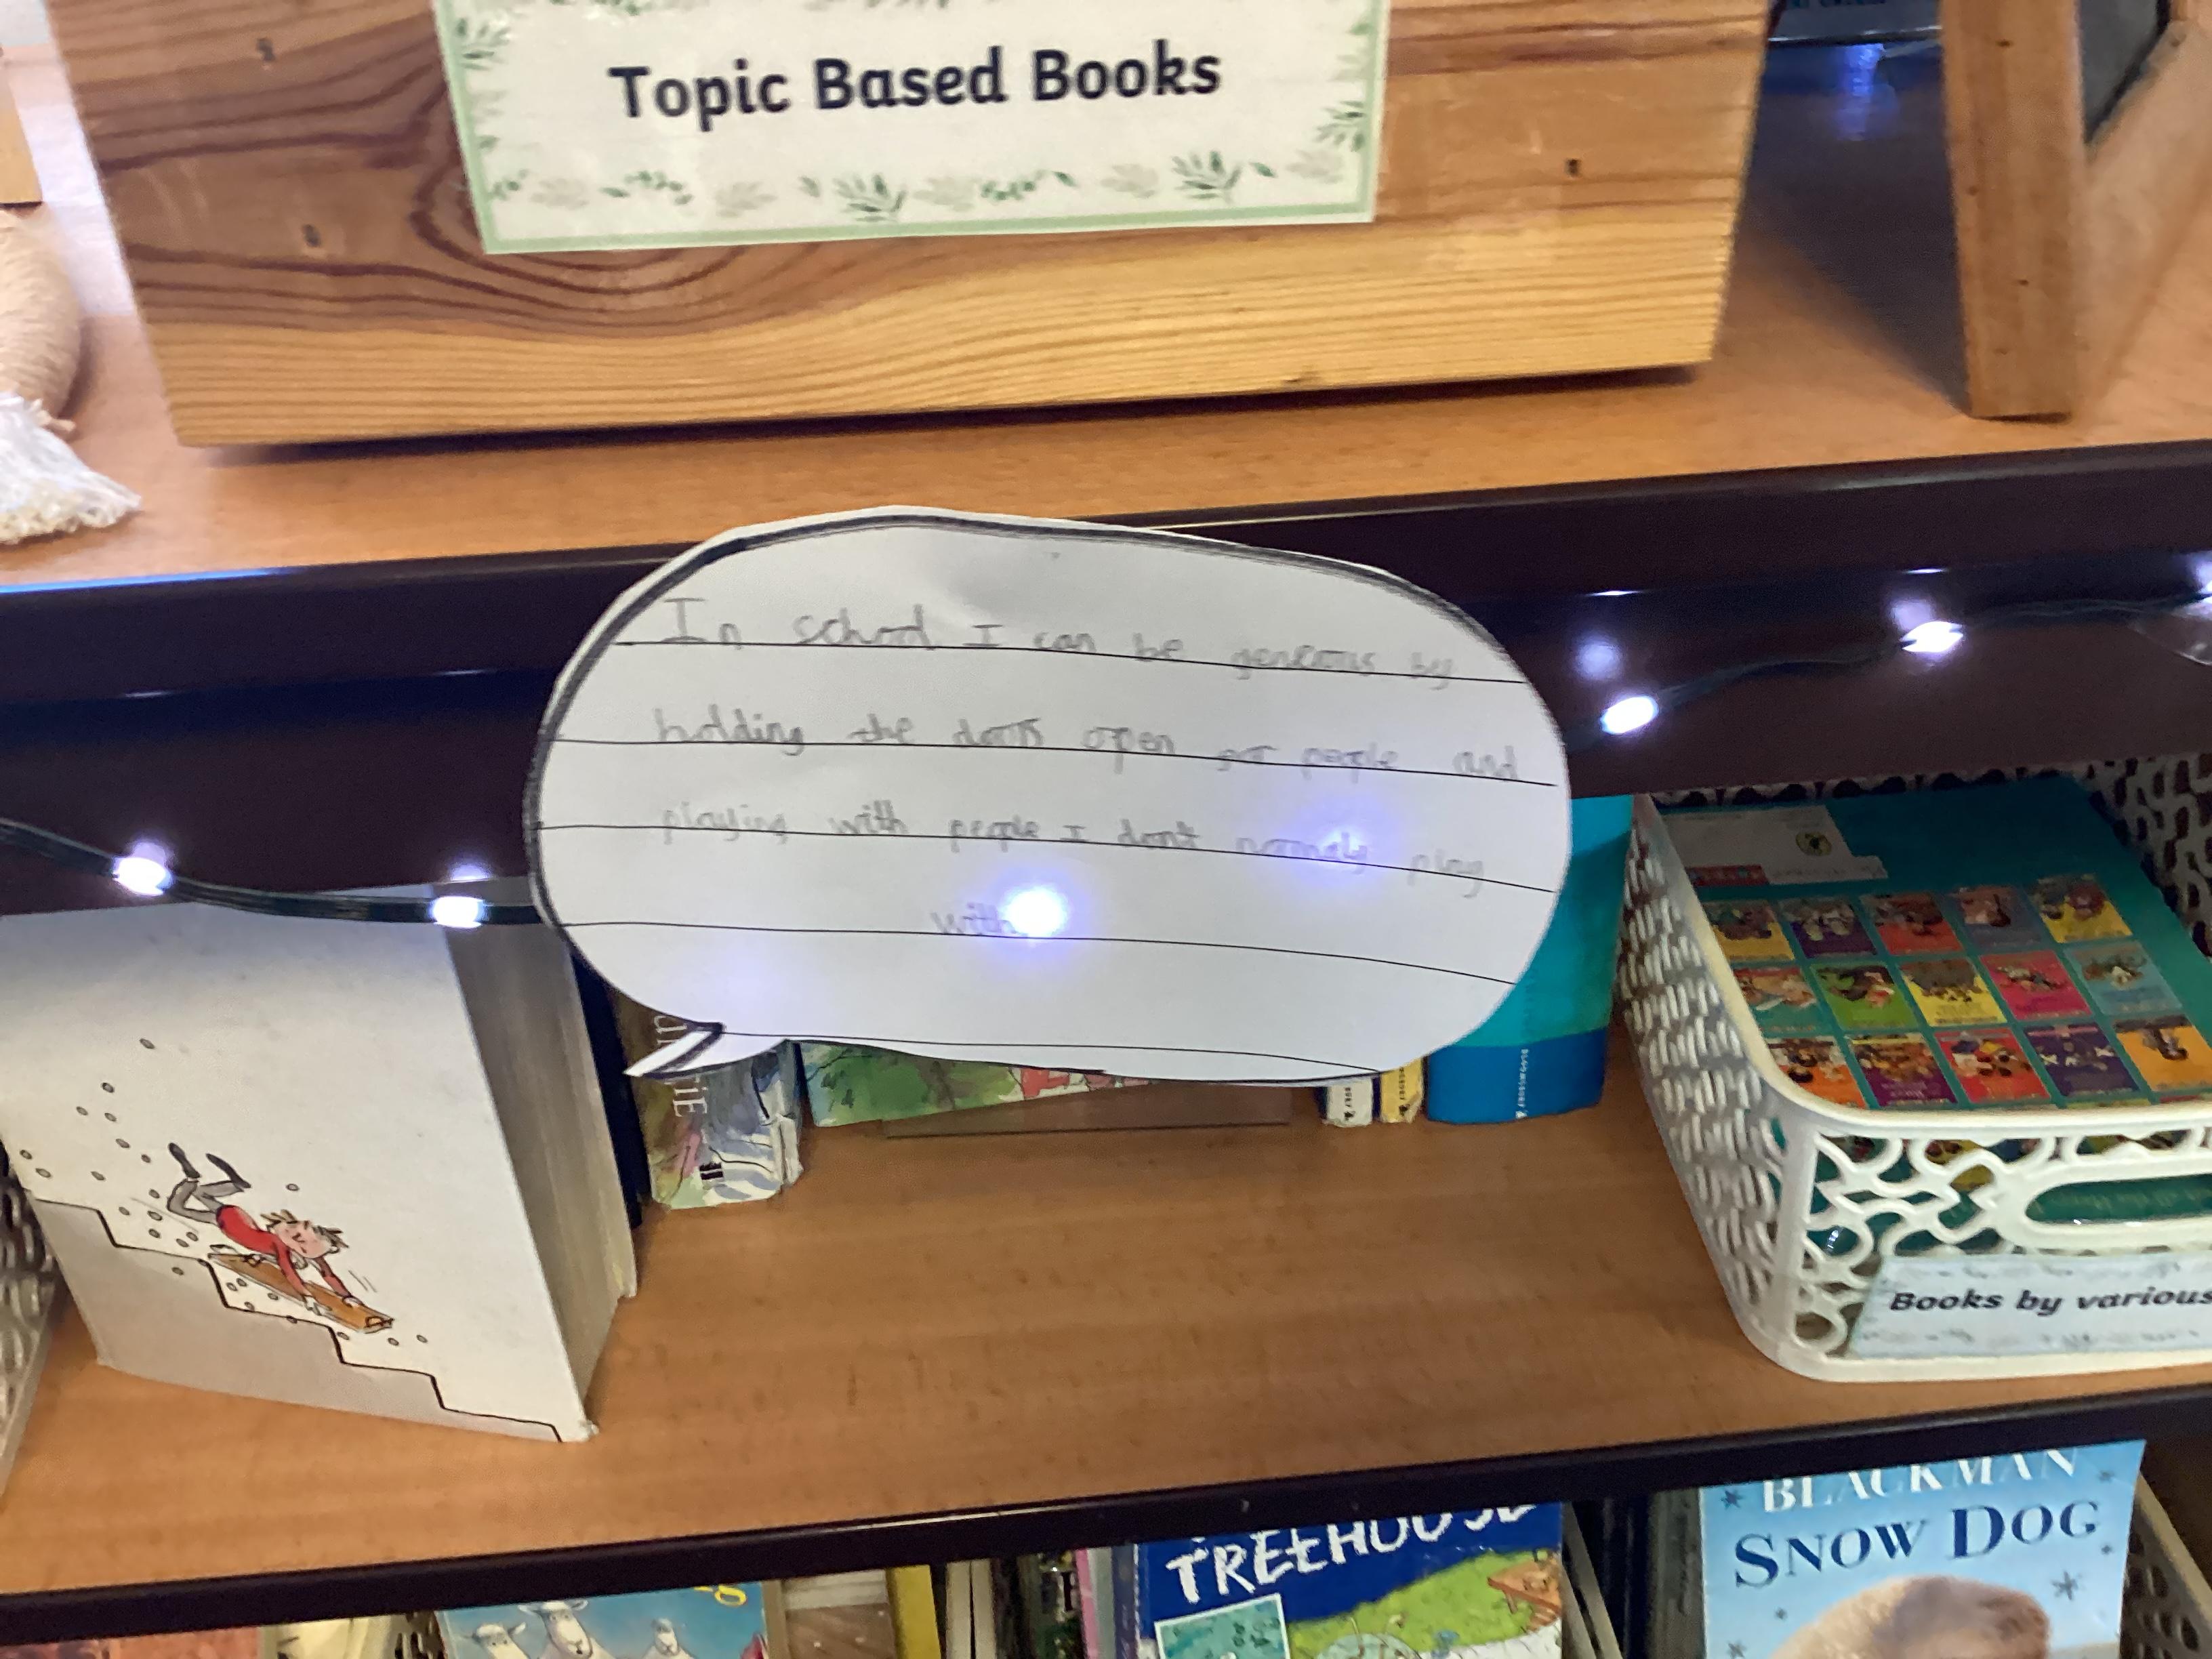 Topic Based Books
In school I can be generous by
holding the doors open for people and
playing with people I don't normaly play
with
Books by various
TREEHOUSE
BLACKMAN
SNOW DOG